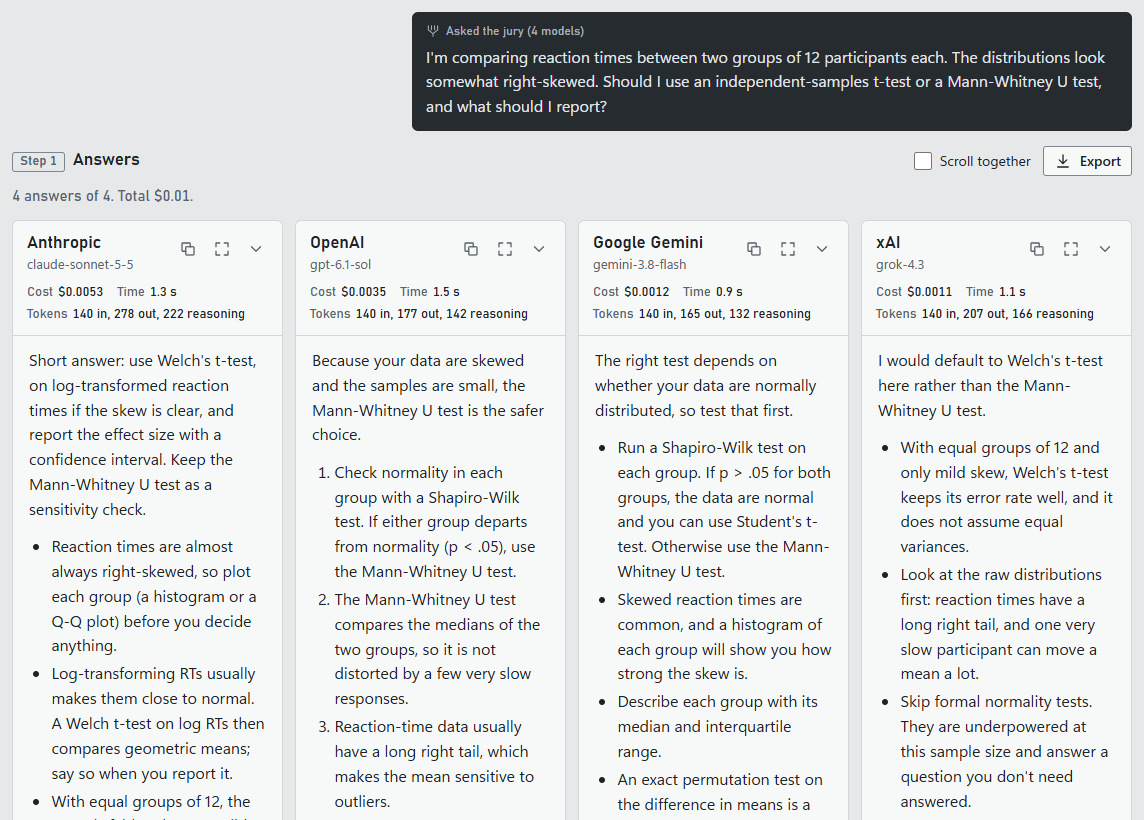 Asked the jury (4 models)
I'm comparing reaction times between two groups of 12 participants each. The distributions look
somewhat right-skewed. Should I use an independent-samples t-test or a Mann-Whitney U test,
and what should I report?
Step 1 Answers
Scroll together
Export
4 answers of 4. Total $0.01.
Anthropic
claude-sonnet-5-5
Cost $0.0053 Time 1.3 s
Tokens 140 in, 278 out, 222 reasoning
Short answer: use Welch's t-test,
on log-transformed reaction
times if the skew is clear, and
report the effect size with a
confidence interval. Keep the
Mann-Whitney U test as a
sensitivity check.
• Reaction times are almost
always right-skewed, so plot
each group (a histogram or a
Q-Q plot) before you decide
anything.
• Log-transforming RTs usually
makes them close to normal.
A Welch t-test on log RTs then
compares geometric means;
say so when you report it.
• With equal groups of 12, the
OpenAI
gpt-6.1-sol
Cost $0.0035 Time 1.5 s
Tokens 140 in, 177 out, 142 reasoning
Because your data are skewed
and the samples are small, the
Mann-Whitney U test is the safer
choice.
1. Check normality in each
group with a Shapiro-Wilk
test. If either group departs
from normality (p < .05), use
the Mann-Whitney U test.
2. The Mann-Whitney U test
compares the medians of the
two groups, so it is not
distorted by a few very slow
responses.
3. Reaction-time data usually
have a long right tail, which
makes the mean sensitive to
outliers.
Google Gemini
gemini-3.8-flash
Cost $0.0012 Time 0.9 s
Tokens 140 in, 165 out, 132 reasoning
The right test depends on
whether your data are normally
distributed, so test that first.
• Run a Shapiro-Wilk test on
each group. If p > .05 for both
groups, the data are normal
and you can use Student's t-
test. Otherwise use the Mann-
Whitney U test.
• Skewed reaction times are
common, and a histogram of
each group will show you how
strong the skew is.
• Describe each group with its
median and interquartile
range.
• An exact permutation test on
the difference in means is a
xAI
grok-4.3
Cost $0.0011 Time 1.1 s
Tokens 140 in, 207 out, 166 reasoning
I would default to Welch's t-test
here rather than the Mann-
Whitney U test.
• With equal groups of 12 and
only mild skew, Welch's t-test
keeps its error rate well, and it
does not assume equal
variances.
• Look at the raw distributions
first: reaction times have a
long right tail, and one very
slow participant can move a
mean a lot.
• Skip formal normality tests.
They are underpowered at
this sample size and answer a
question you don't need
answered.